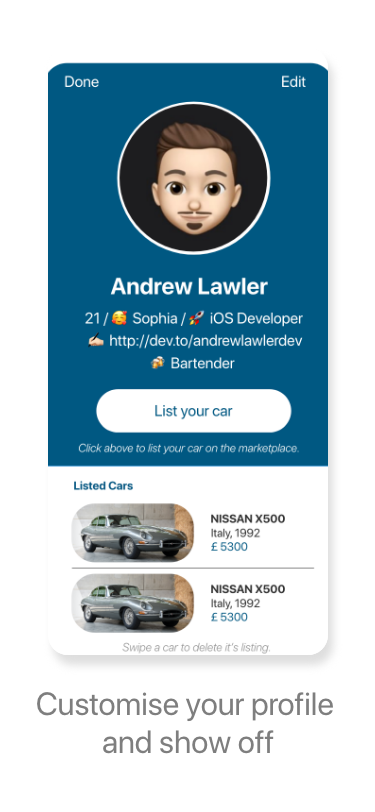 Done Edit
Andrew Lawler
21 / 🥰 Sophia / 🚀 iOS Developer
✍🏻 http://dev.to/andrewlawlerdev
🍻 Bartender
List your car
Click above to list your car on the marketplace.
Listed Cars
NISSAN X500
Italy, 1992
£ 5300
NISSAN X500
Italy, 1992
£ 5300
Swipe a car to delete it's listing.
Customise your profile
and show off